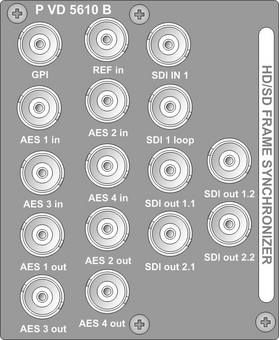 P VD 5610 B
GPI
REF in
SDI IN 1
AES 1 in
AES 2 in
SDI 1 loop
AES 3 in
AES 4 in
SDI out 1.1
SDI out 1.2
AES 1 out
AES 2 out
SDI out 2.1
SDI out 2.2
AES 3 out
AES 4 out
HD/SD FRAME SYNCHRONIZER